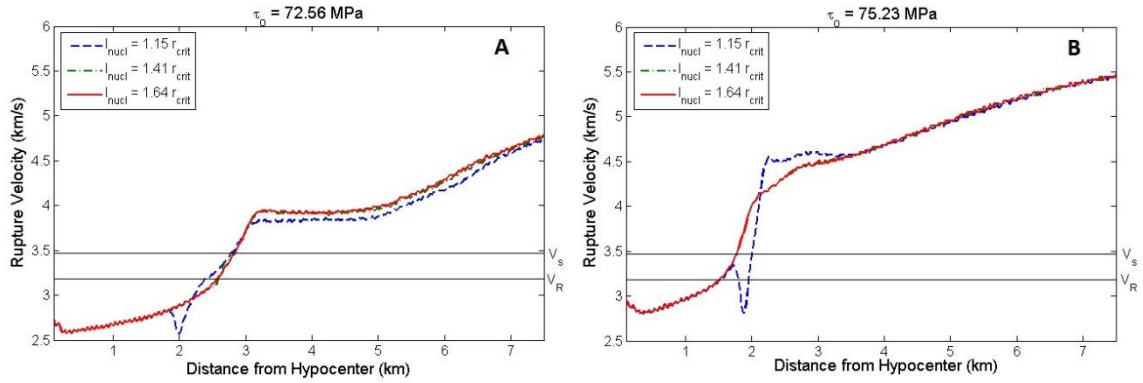 τo = 72.56 MPa
A
lnucl = 1.15 rcrit
lnucl = 1.41 rcrit
lnucl = 1.64 rcrit
Rupture Velocity (km/s)
6
5.5
5
4.5
4
3.5
3
2.5
Vs
VR
1 2 3 4 5 6 7
Distance from Hypocenter (km)
τo = 75.23 MPa
B
lnucl = 1.15 rcrit
lnucl = 1.41 rcrit
lnucl = 1.64 rcrit
Rupture Velocity (km/s)
6
5.5
5
4.5
4
3.5
3
2.5
Vs
VR
1 2 3 4 5 6 7
Distance from Hypocenter (km)